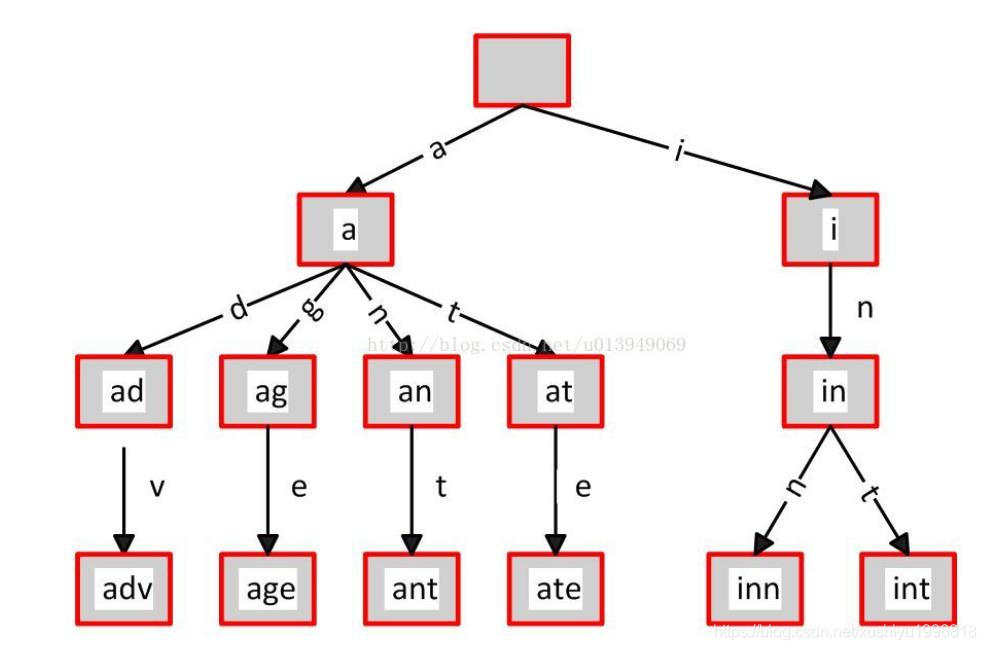 a
i
a
i
d
g
n
t
n
http://blog.csdn.net/u013949069
ad
ag
an
at
in
v
e
t
e
n
t
adv
age
ant
ate
inn
int
https://blog.csdn.net/xushiyu1996818